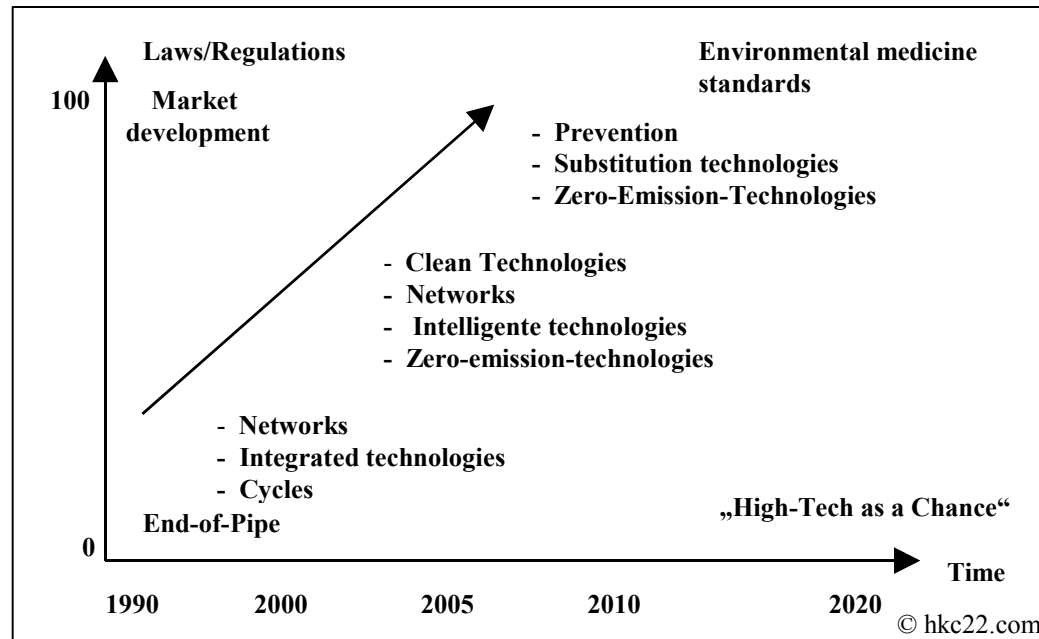 Laws/Regulations
Environmental medicine
standards
100
Market
development
- Prevention
- Substitution technologies
- Zero-Emission-Technologies
- Clean Technologies
- Networks
- Intelligente technologies
- Zero-emission-technologies
- Networks
- Integrated technologies
- Cycles
End-of-Pipe
„High-Tech as a Chance“
0
Time
1990 2000 2005 2010 2020
© hkc22.com